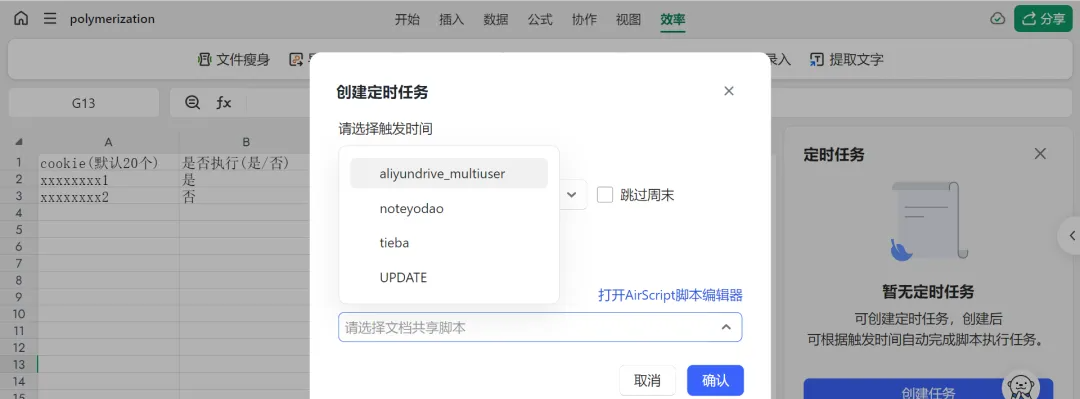 polymerization
开始 插入 数据 公式 协作 视图 效率
分享
文件瘦身
录入 提取文字
G13
fx
A B
1 cookie(默认20个) 是否执行(是/否)
2 xxxxxxxx1 是
3 xxxxxxxx2 否
4
5
6
7
8
9
10
11
12
13
14
15
创建定时任务
请选择触发时间
aliyundrive_multiuser
noteyodao
tieba
UPDATE
跳过周末
打开AirScript脚本编辑器
请选择文档共享脚本
取消 确认
定时任务
暂无定时任务
可创建定时任务，创建后
可根据触发时间自动完成脚本执行任务。
创建任务